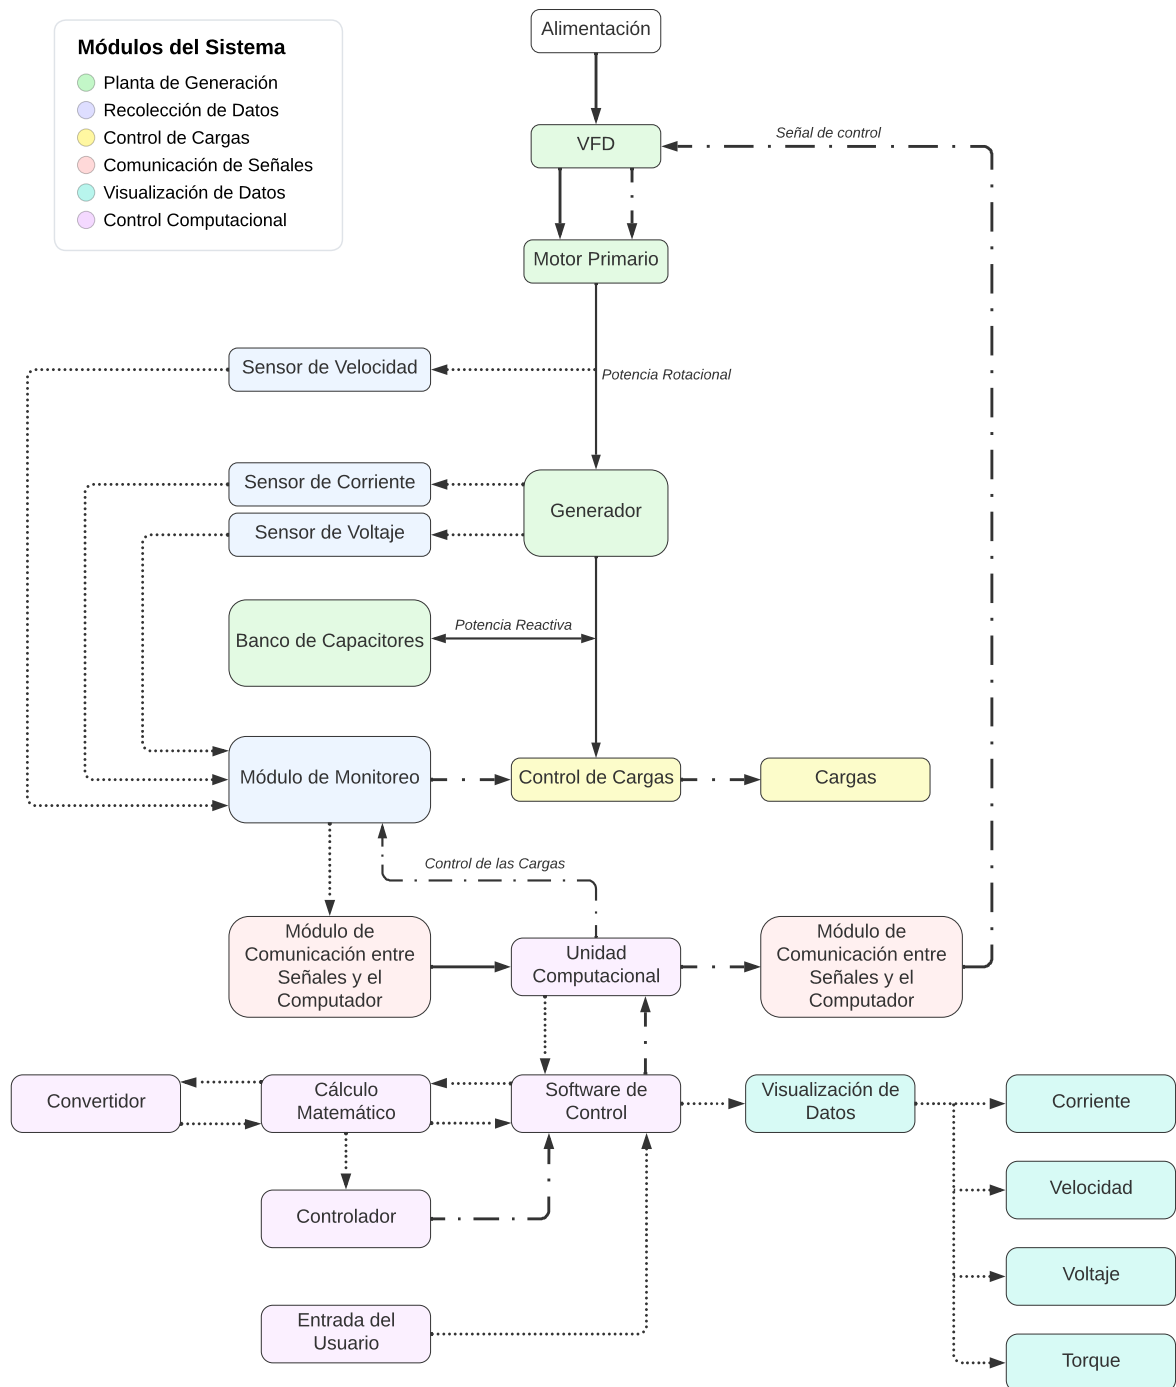 Alimentación
Módulos del Sistema
Planta de Generación
Recolección de Datos
Control de Cargas
Comunicación de Señales
Visualización de Datos
Control Computacional
VFD
Señal de control
Motor Primario
Sensor de Velocidad
Potencia Rotacional
Sensor de Corriente
Generador
Sensor de Voltaje
Banco de Capacitores
Potencia Reactiva
Módulo de Monitoreo
Control de Cargas
Cargas
Control de las Cargas
Módulo de
Comunicación entre
Señales y el
Computador
Unidad
Computacional
Módulo de
Comunicación entre
Señales y el
Computador
Convertidor
Cálculo
Matemático
Software de
Control
Visualización de
Datos
Corriente
Velocidad
Controlador
Voltaje
Entrada del
Usuario
Torque